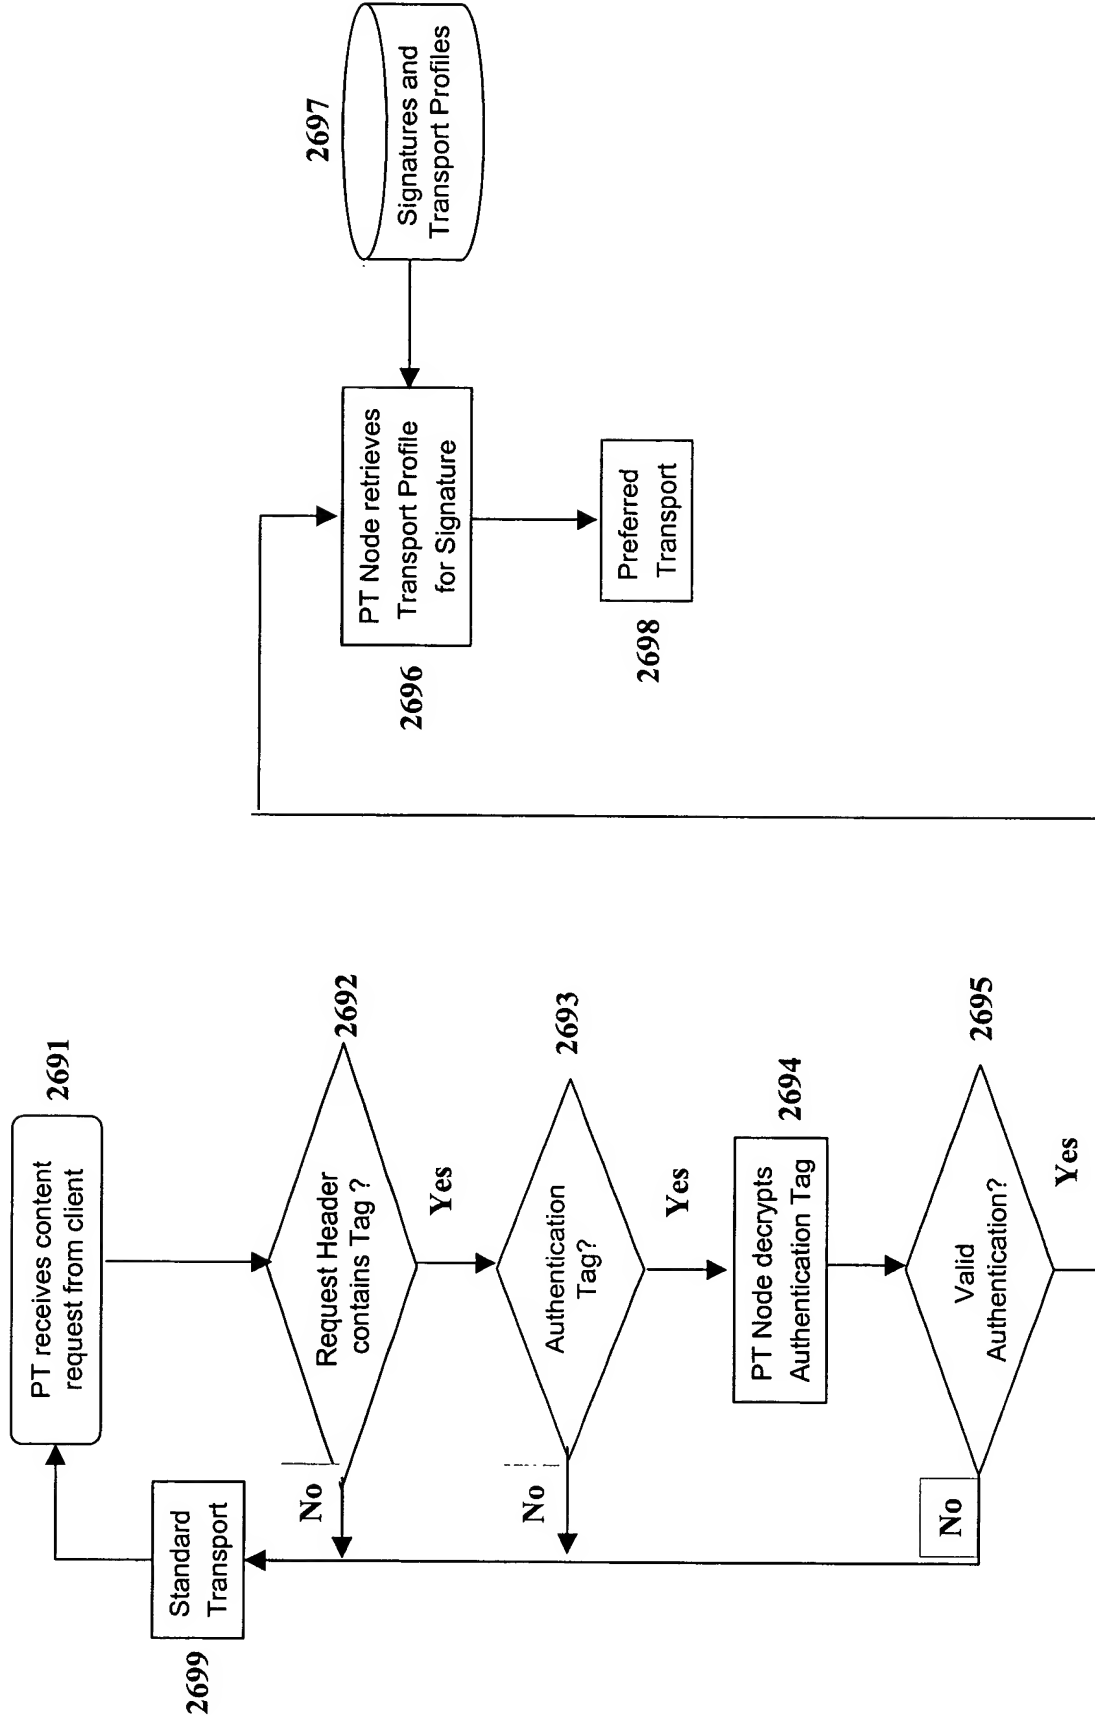 2691
PT receives content
request from client
Standard
Transport
2699
2692
Request Header
contains Tag ?
No
Yes
2693
Authentication
Tag?
No
Yes
2694
PT Node decrypts
Authentication Tag
2695
Valid
Authentication?
No
Yes
2696
PT Node retrieves
Transport Profile
for Signature
2697
Signatures and
Transport Profiles
2698
Preferred
Transport